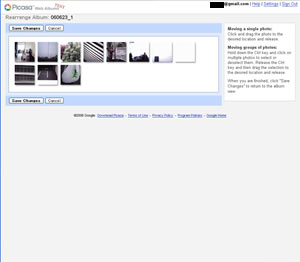 Picasa Web Albums
@gmail.com | Help | Settings | Sign Out
Rearrange Album: 060623_1
Save Changes Cancel
Moving a single photo:
Click and drag the photo to the
desired location and release.
Moving groups of photos:
Hold down the Ctrl key and click on
multiple photos to select or
deselect them. Release the Ctrl
key and then drag the selection to
the desired location and release
When you are finished, click "Save
Changes" to return to the album
view.
Save Changes Cancel
©2006 Google Download Picasa - Terms of Use - Privacy Policy - Program Policies - Google Home